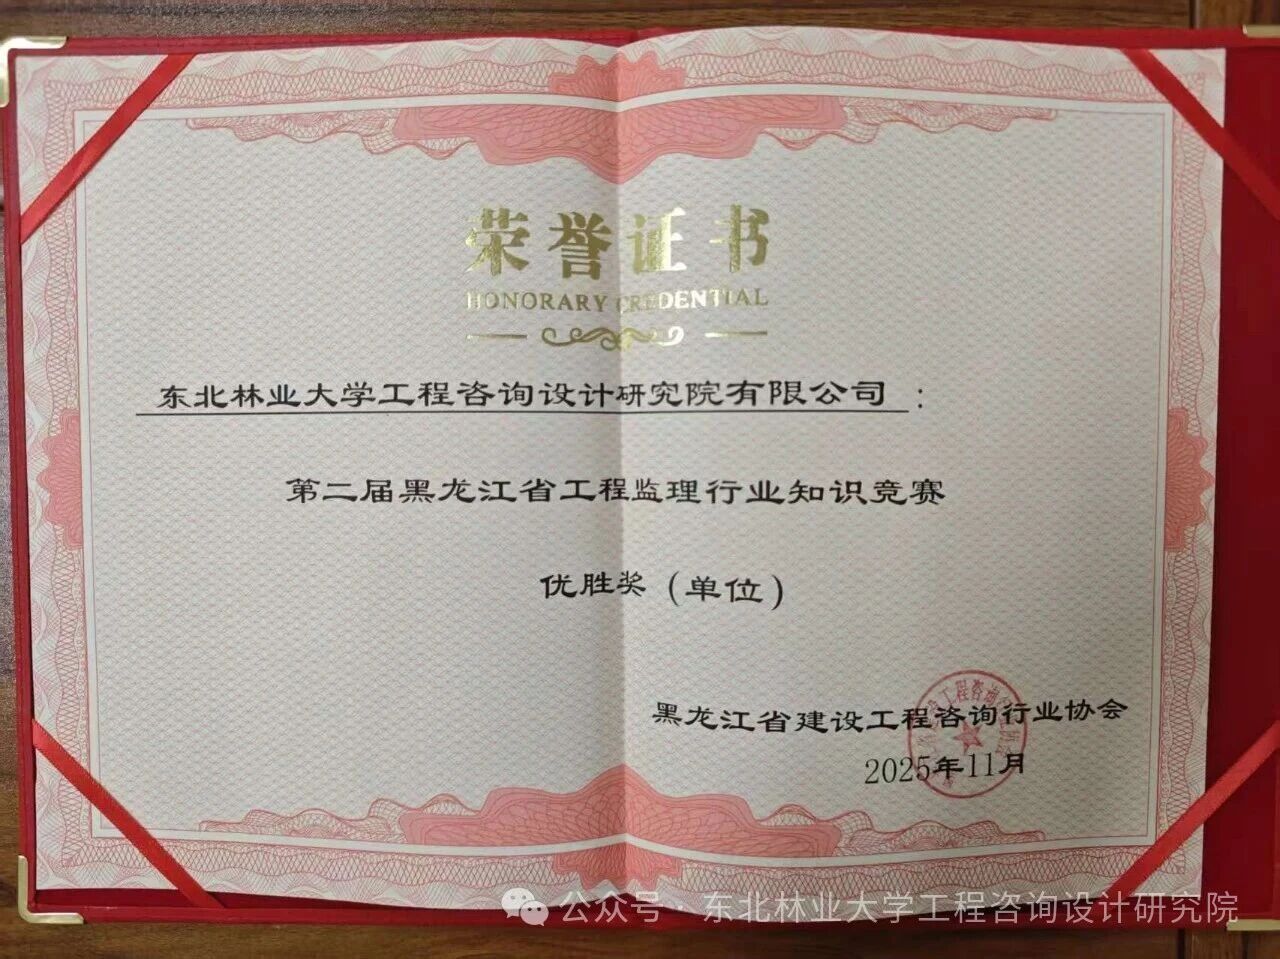 荣誉证书
HONORARY CREDENTIAL
东北林业大学工程咨询设计研究院有限公司：
第二届黑龙江省工程监理行业知识竞赛
优胜奖（单位）
黑龙江省建设工程咨询行业协会
2025年11月
公众号·东北林业大学工程咨询设计研究院